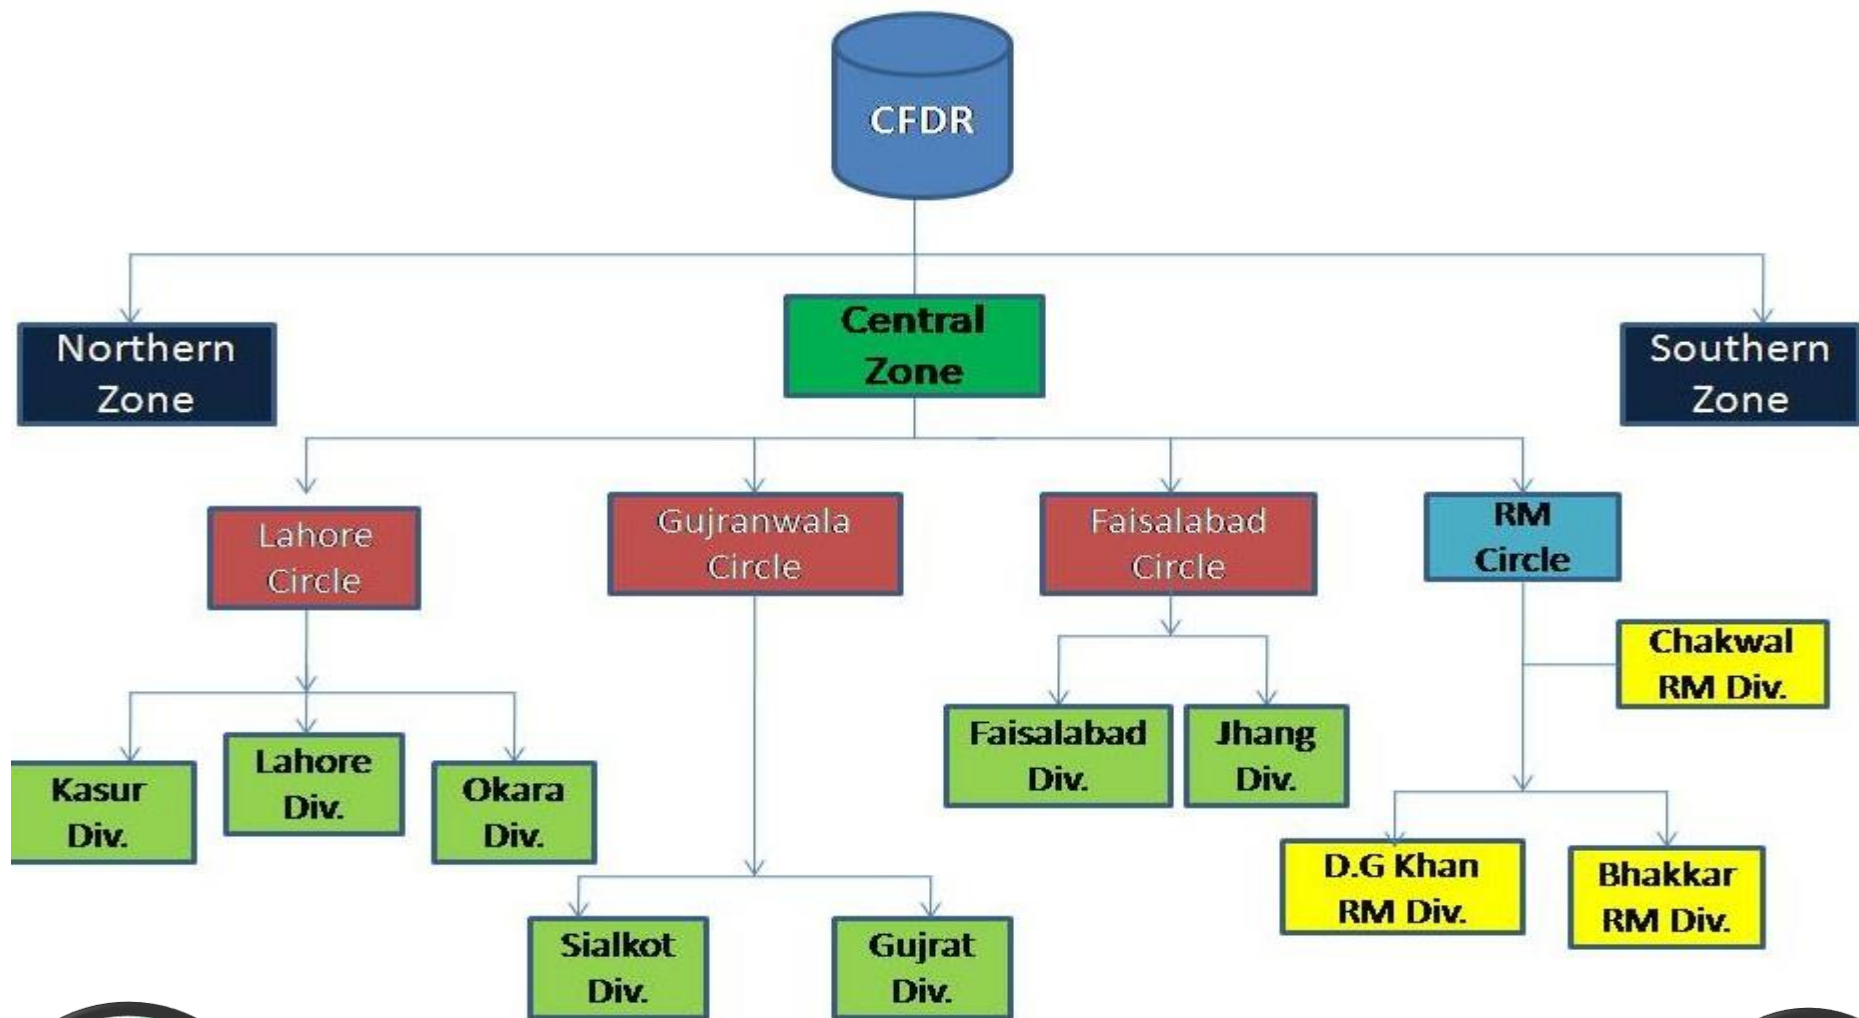 CFDR
Northern
Zone
Central
Zone
Southern
Zone
Lahore
Circle
Gujranwala
Circle
Faisalabad
Circle
RM
Circle
Chakwal
RM Div.
Kasur
Div.
Lahore
Div.
Okara
Div.
Faisalabad
Div.
Jhang
Div.
D.G Khan
RM Div.
Bhakkar
RM Div.
Sialkot
Div.
Gujrat
Div.